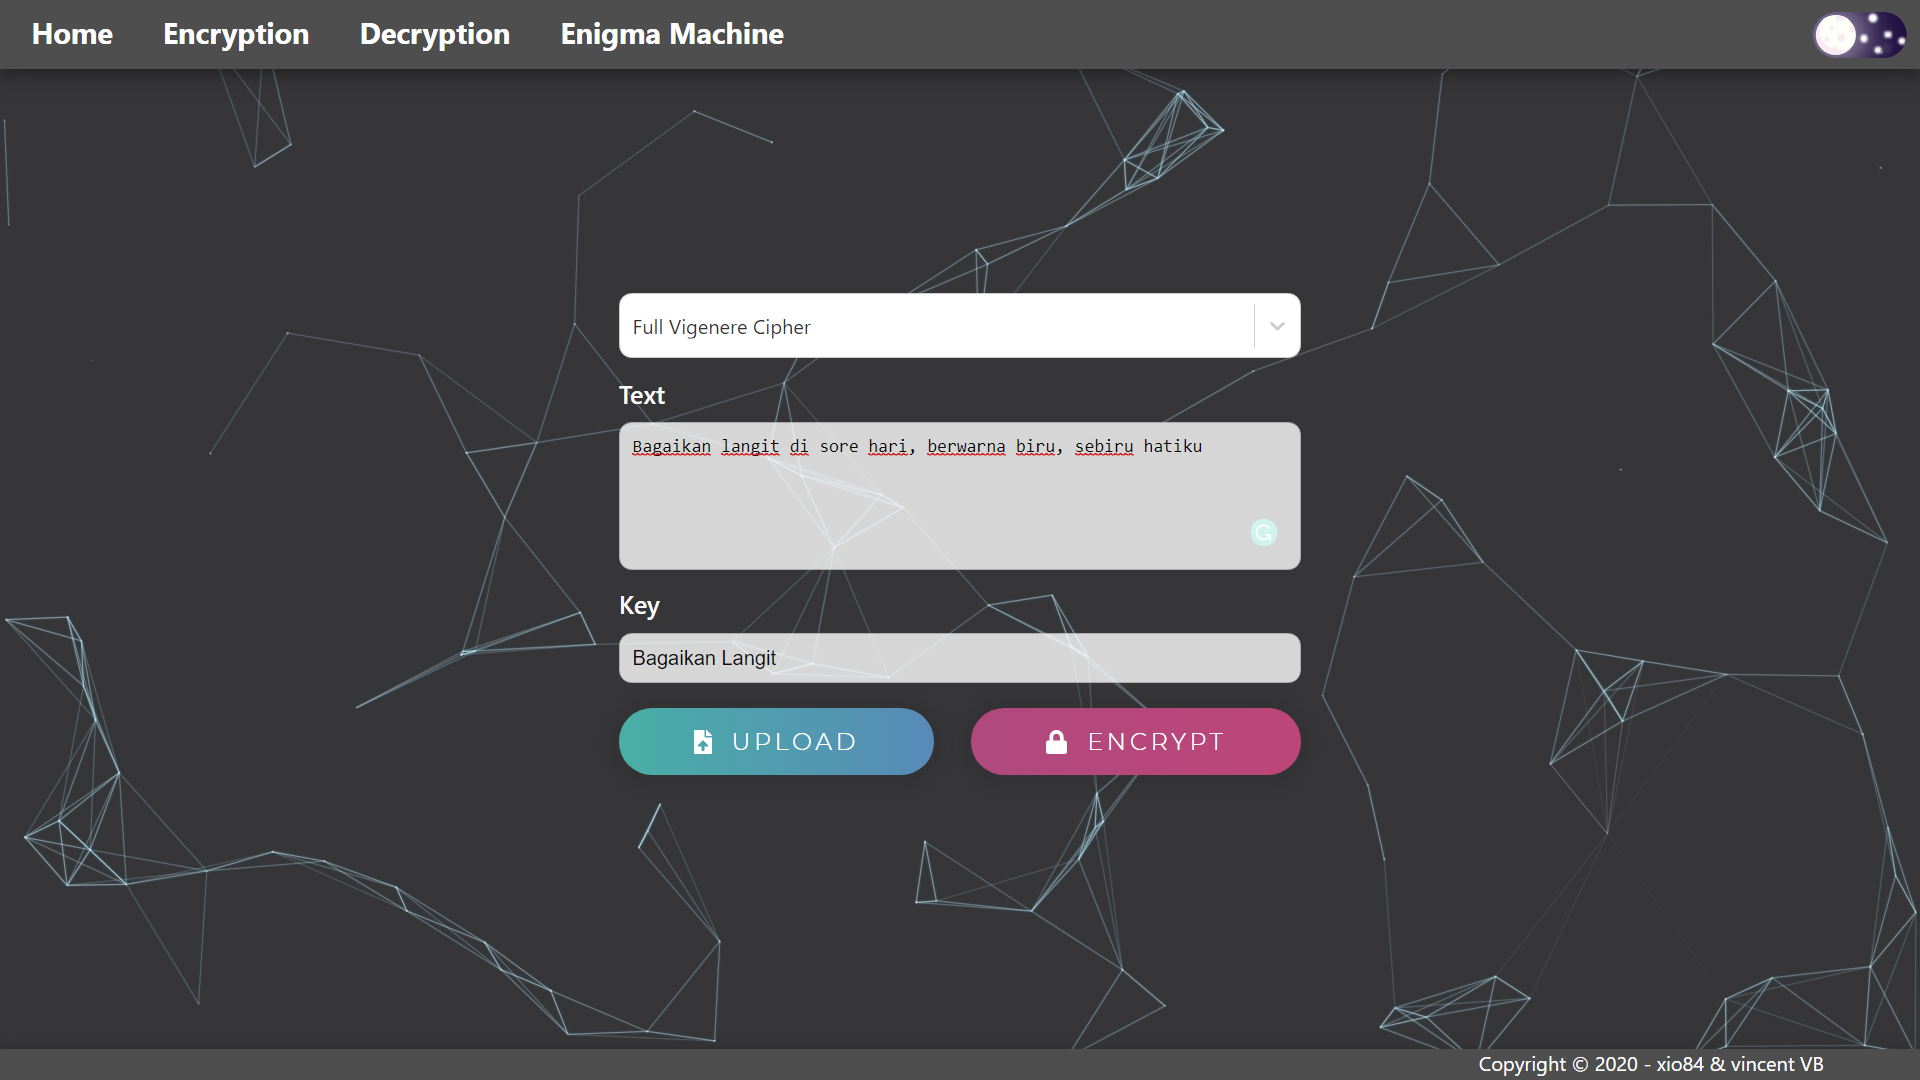 Home Encryption Decryption Enigma Machine
Full Vigenere Cipher
Text
Bagaikan langit di sore hari, berwarna biru, sebiru hatiku
Key
Bagaikan Langit
UPLOAD ENCRYPT
Copyright © 2020 - xio84 & vincent VB